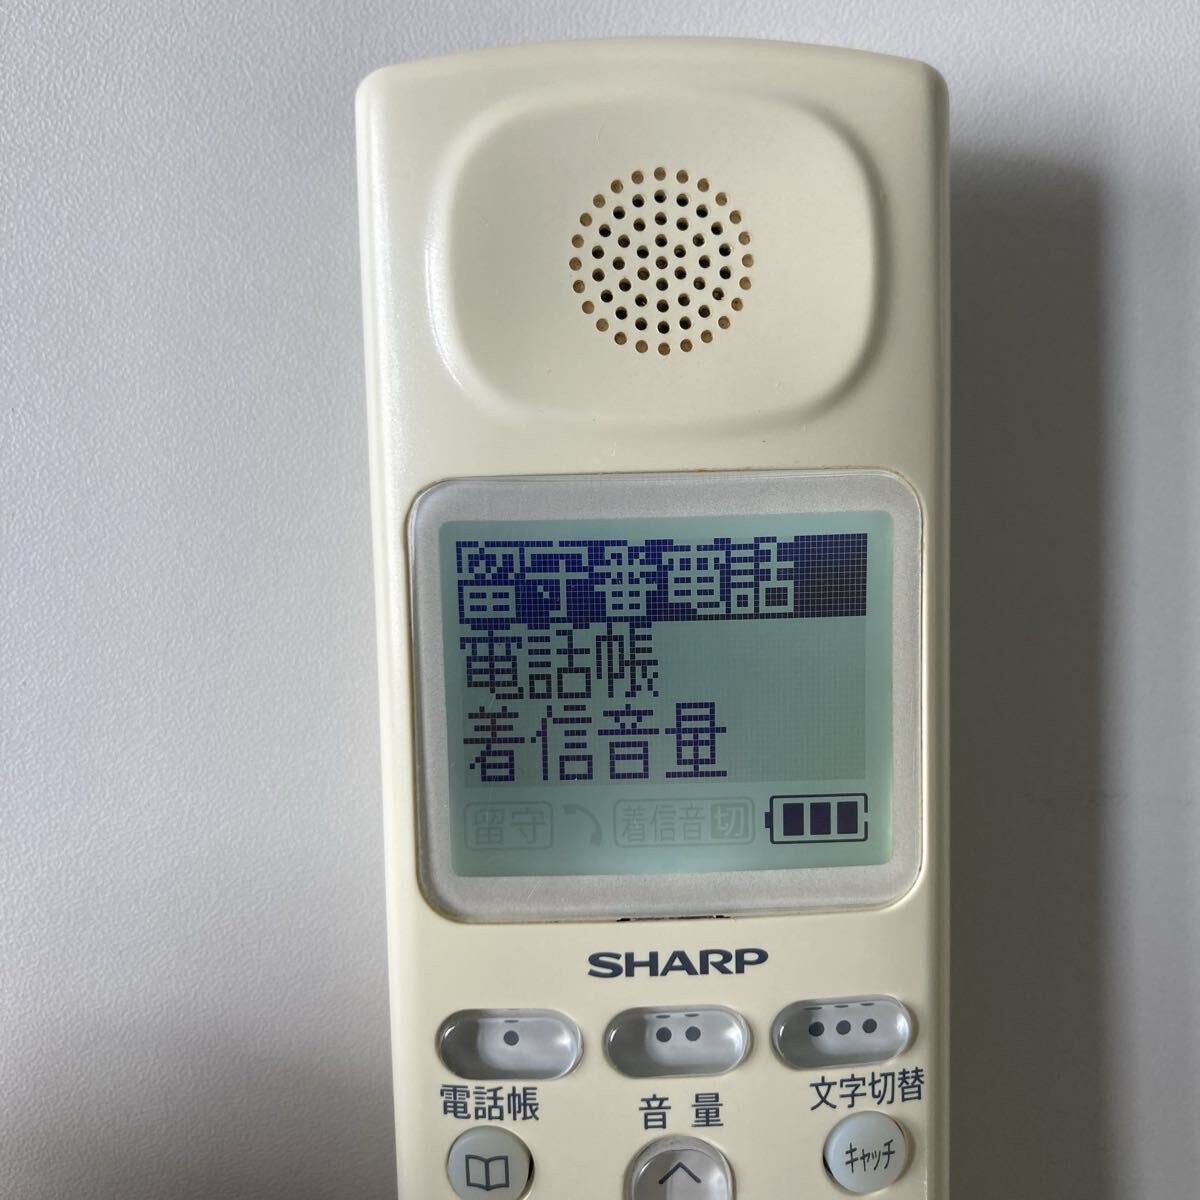 留守番電話
電話帳
着信音量
留守 着信音切
SHARP
電話帳 音量 文字切替
キャッチ